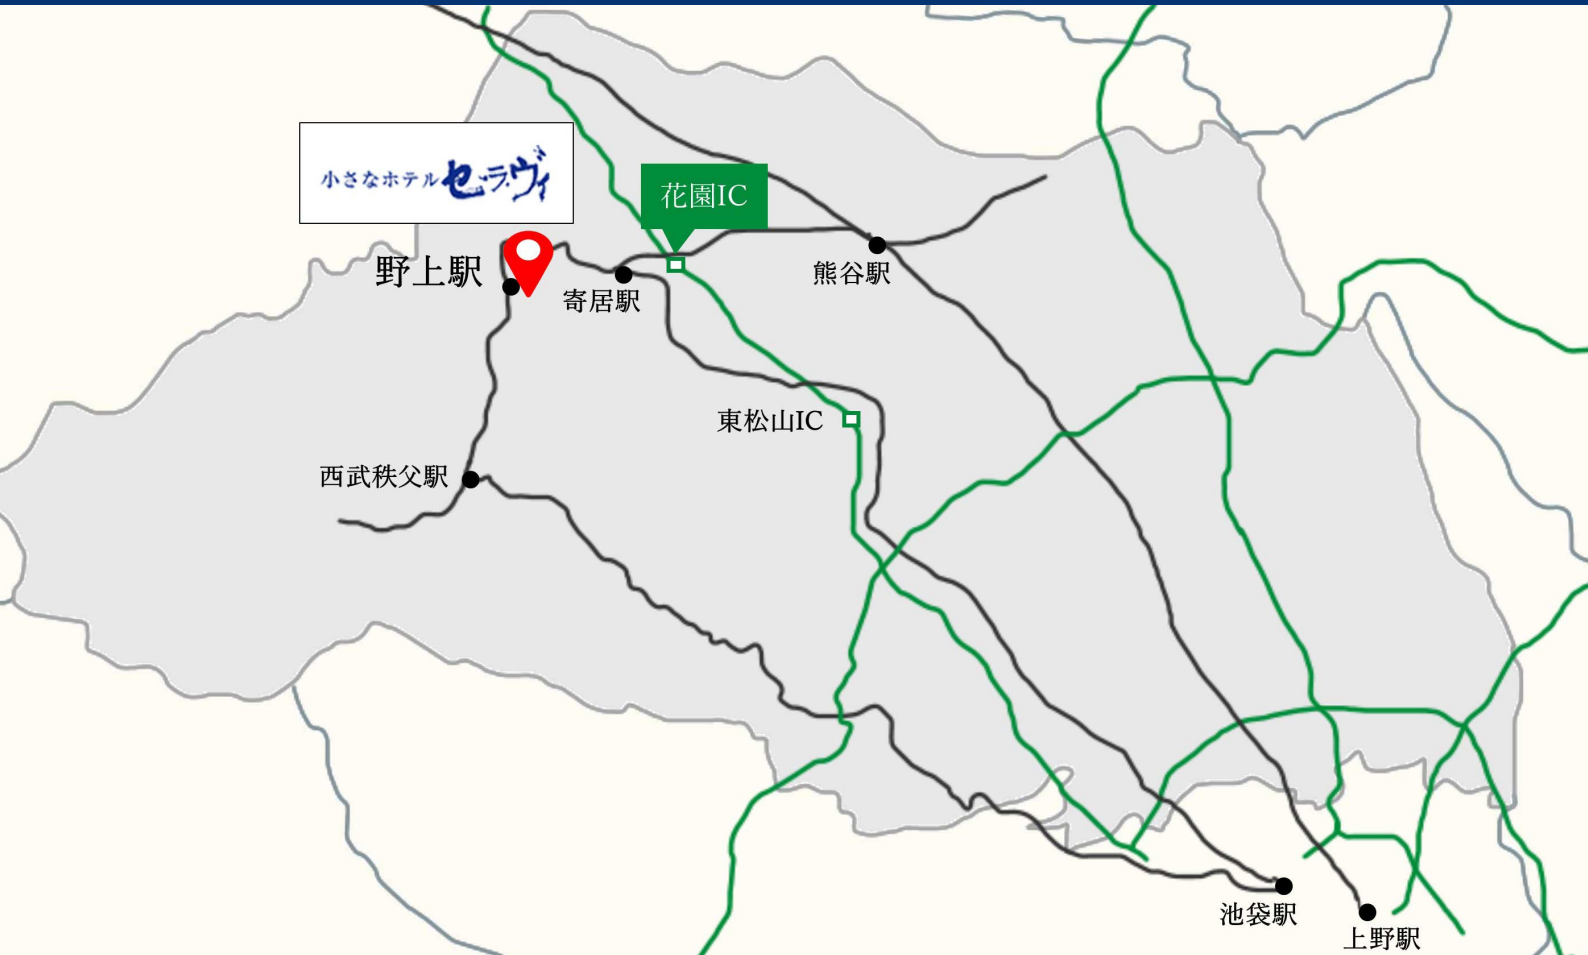 小さなホテル セ・ラ・ヴィ
花園IC
野上駅
寄居駅
熊谷駅
東松山IC
西武秩父駅
池袋駅
上野駅